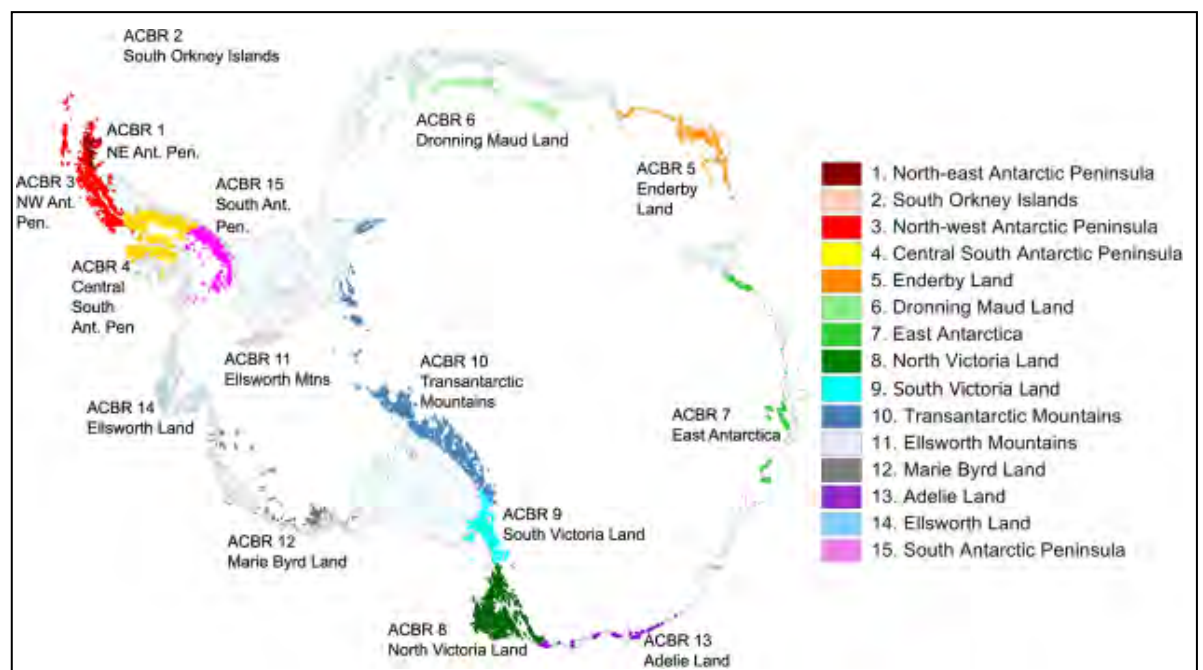 ACBR 2
South Orkney Islands
ACBR 1
NE Ant. Pen.
ACBR 3
NW Ant.
Pen.
ACBR 15
South Ant.
Pen.
ACBR 4
Central
South
Ant. Pen
ACBR 6
Dronning Maud Land
ACBR 5
Enderby
Land
ACBR 11
Ellsworth Mtns
ACBR 10
Transantarctic
Mountains
ACBR 14
Ellsworth Land
ACBR 7
East Antarctica
ACBR 9
South Victoria Land
ACBR 12
Marie Byrd Land
ACBR 8
North Victoria Land
ACBR 13
Adelie Land
1. North-east Antarctic Peninsula
2. South Orkney Islands
3. North-west Antarctic Peninsula
4. Central South Antarctic Peninsula
5. Enderby Land
6. Dronning Maud Land
7. East Antarctica
8. North Victoria Land
9. South Victoria Land
10. Transantarctic Mountains
11. Ellsworth Mountains
12. Marie Byrd Land
13. Adelie Land
14. Ellsworth Land
15. South Antarctic Peninsula